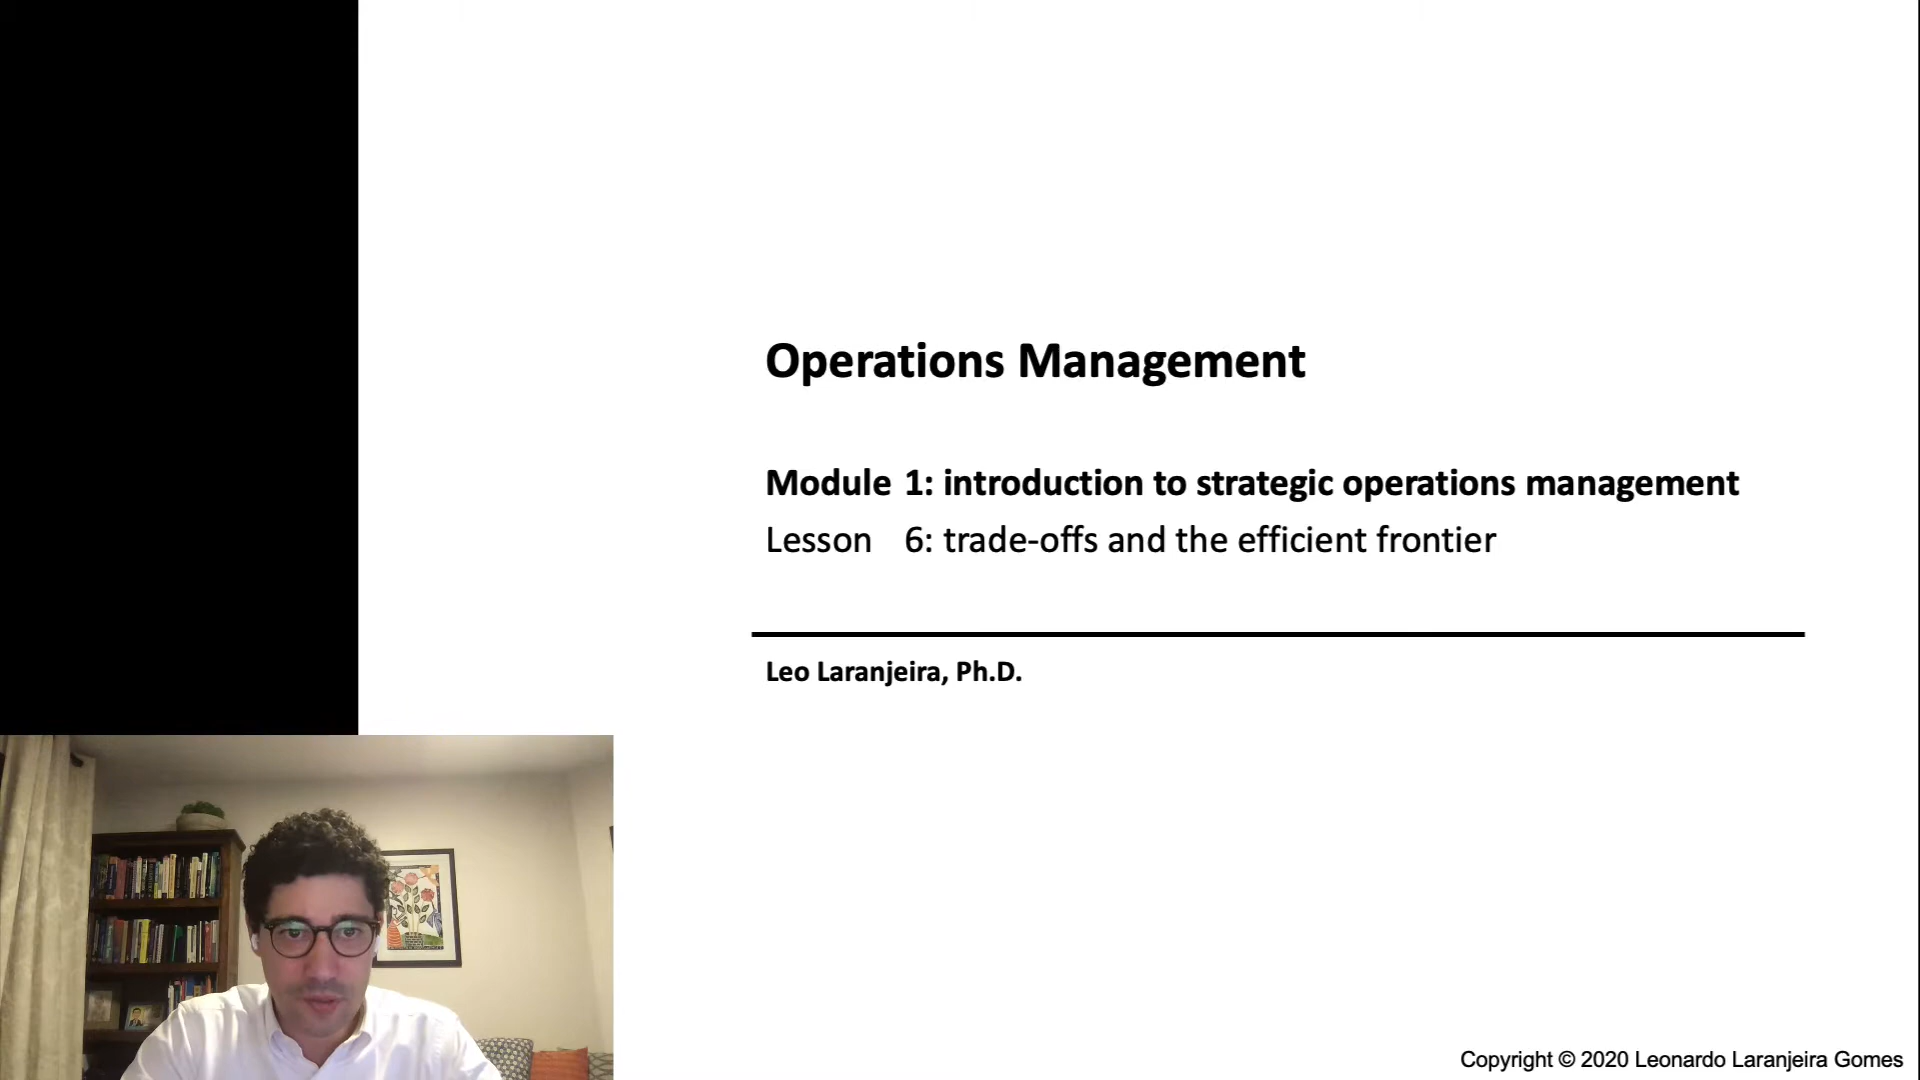 Operations Management
Module 1: introduction to strategic operations management
Lesson 6: trade-offs and the efficient frontier
Leo Laranjeira, Ph.D.
Copyright © 2020 Leonardo Laranjeira Gomes